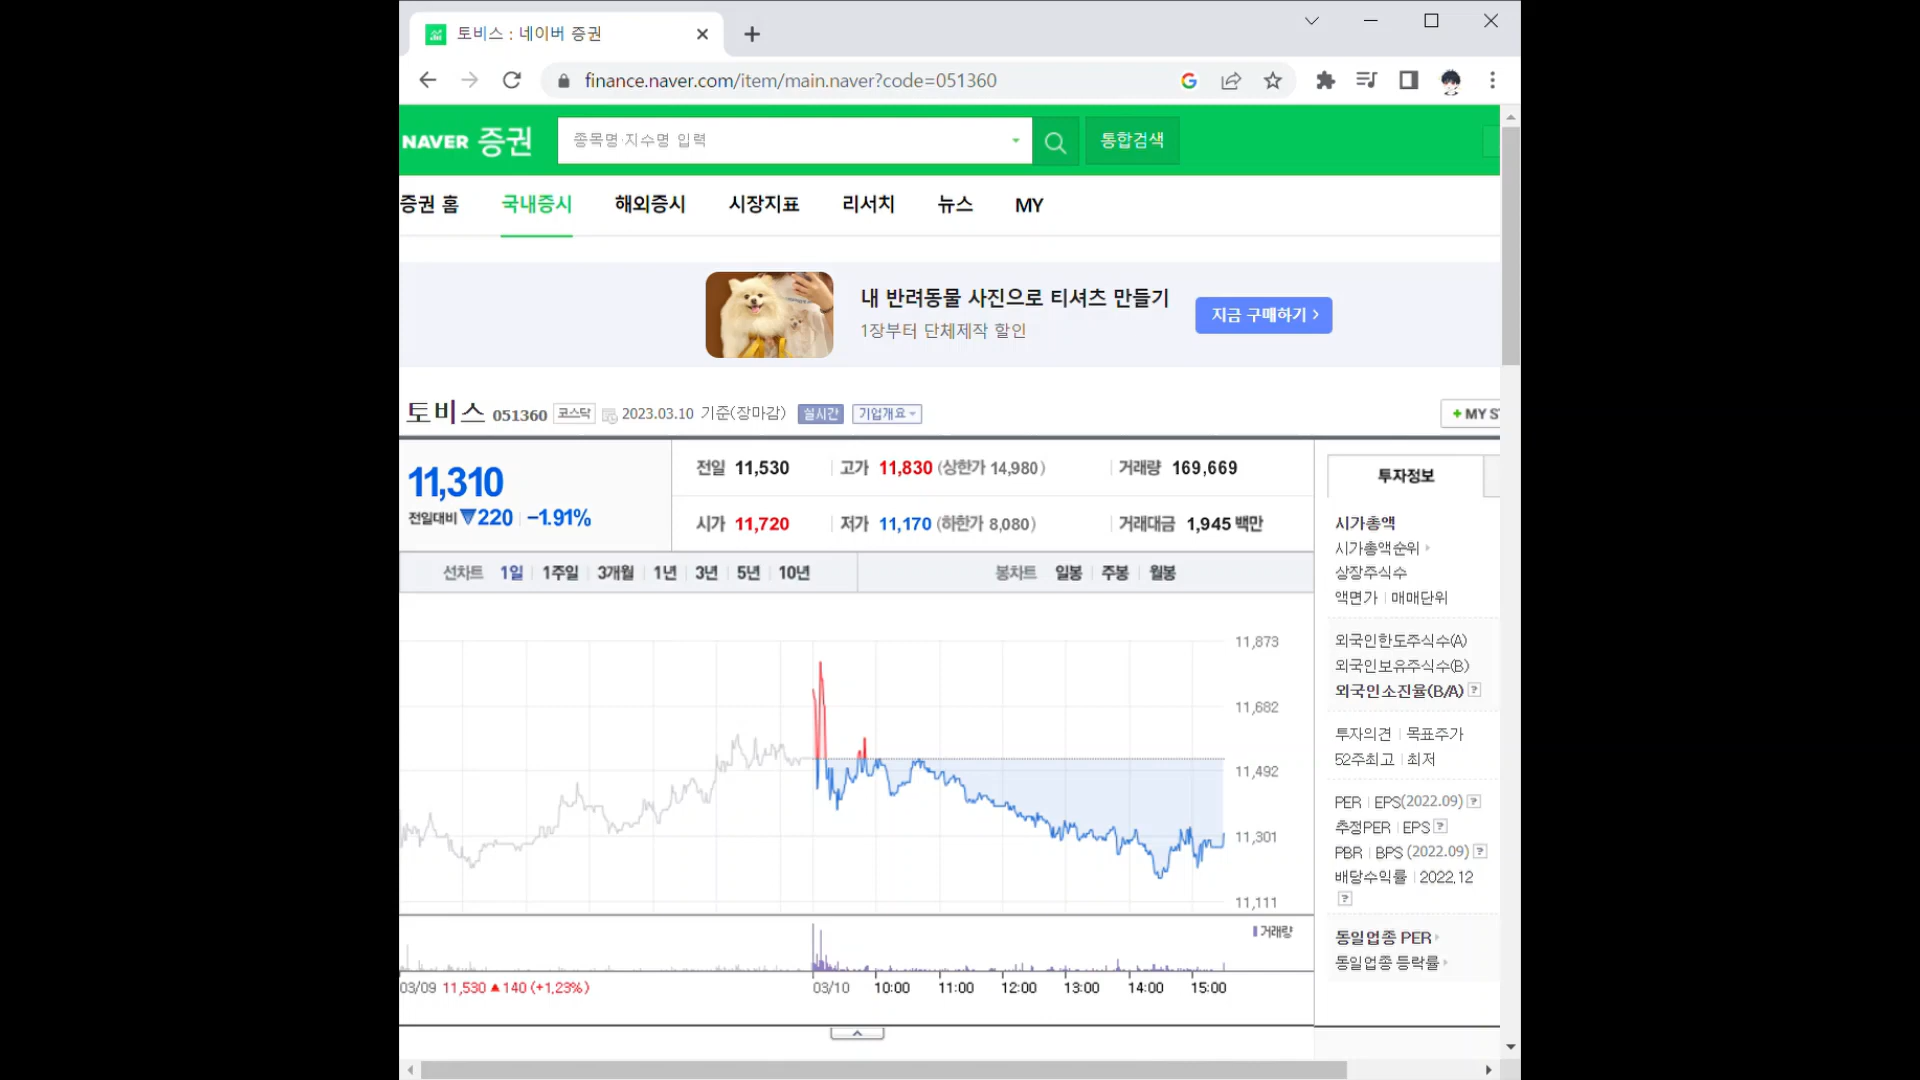 토비스 : 네이버 증권
finance.naver.com/item/main.naver?code=051360
NAVER 증권
종목명·지수명 입력
통합검색
증권 홈 국내증시 해외증시 시장지표 리서치 뉴스 MY
내 반려동물 사진으로 티셔츠 만들기
1장부터 단체제작 할인
지금 구매하기 >
토비스 051360 코스닥 2023.03.10 기준(장마감) 실시간 기업개요
+ MY S
11,310
전일대비 ▼220 -1.91%
전일 11,530 고가 11,830 (상한가 14,980) 거래량 169,669
시가 11,720 저가 11,170 (하한가 8,080) 거래대금 1,945 백만
선차트 1일 1주일 3개월 1년 3년 5년 10년 봉차트 일봉 주봉 월봉
11,873
11,682
11,492
11,301
11,111
거래량
03/09 11,530 ▲140 (+1,23%)
03/10 10:00 11:00 12:00 13:00 14:00 15:00
투자정보
시가총액
시가총액순위
상장주식수
액면가 | 매매단위
외국인한도주식수(A)
외국인보유주식수(B)
외국인소진율(B/A) ?
투자의견 | 목표주가
52주최고 | 최저
PER | EPS(2022.09) ?
추정PER | EPS ?
PBR | BPS (2022.09) ?
배당수익률 | 2022.12
?
동일업종 PER
동일업종 등락률